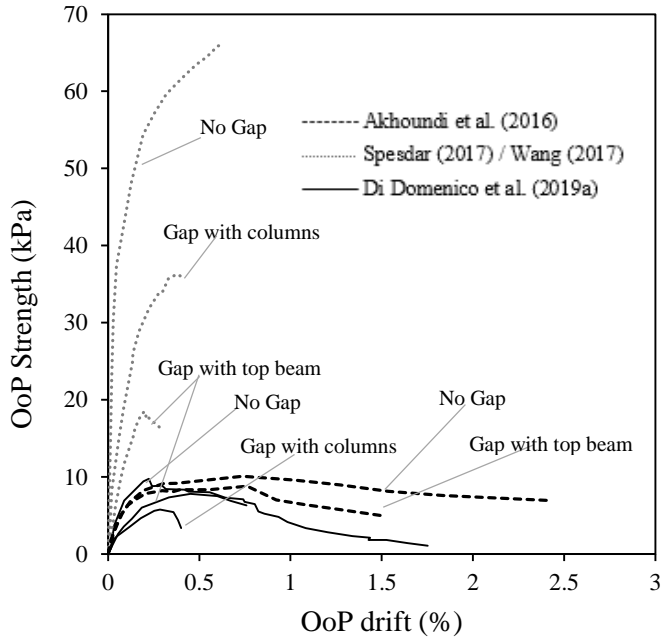 70
60
50
40
30
20
10
0
OoP Strength (kPa)
No Gap
Akhoundi et al. (2016)
Spesdar (2017) / Wang (2017)
Di Domenico et al. (2019a)
Gap with columns
Gap with top beam
No Gap
No Gap
Gap with columns
Gap with top beam
0 0.5 1 1.5 2 2.5 3
OoP drift (%)